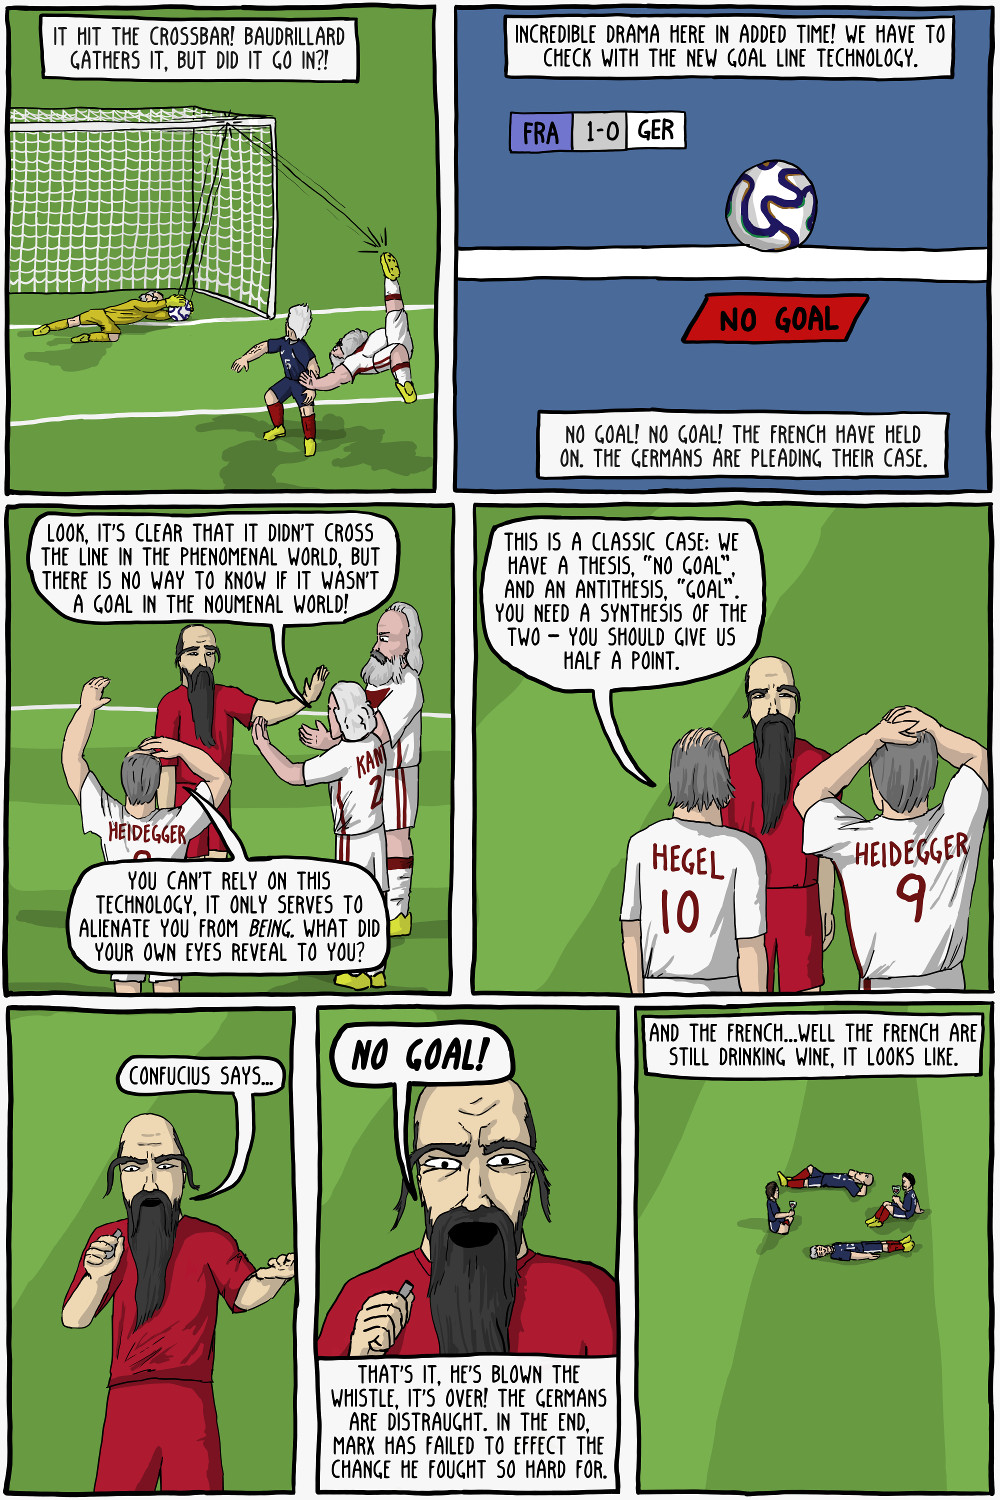 IT HIT THE CROSSBAR! BAUDRILLARD
GATHERS IT, BUT DID IT GO IN?!
5
INCREDIBLE DRAMA HERE IN ADDED TIME! WE HAVE TO
CHECK WITH THE NEW GOAL LINE TECHNOLOGY.
FRA 1-0 GER
NO GOAL
NO GOAL! NO GOAL! THE FRENCH HAVE HELD
ON. THE GERMANS ARE PLEADING THEIR CASE.
LOOK, IT'S CLEAR THAT IT DIDN'T CROSS
THE LINE IN THE PHENOMENAL WORLD, BUT
THERE IS NO WAY TO KNOW IF IT WASN'T
A GOAL IN THE NOUMENAL WORLD!
KAN
2
HEIDEGGER
9
YOU CAN'T RELY ON THIS
TECHNOLOGY, IT ONLY SERVES TO
ALIENATE YOU FROM BEING. WHAT DID
YOUR OWN EYES REVEAL TO YOU?
THIS IS A CLASSIC CASE: WE
HAVE A THESIS, "NO GOAL",
AND AN ANTITHESIS, "GOAL".
YOU NEED A SYNTHESIS OF THE
TWO – YOU SHOULD GIVE US
HALF A POINT.
HEGEL
10
HEIDEGGER
9
CONFUCIUS SAYS...
NO GOAL!
THAT'S IT, HE'S BLOWN THE
WHISTLE, IT'S OVER! THE GERMANS
ARE DISTRAUGHT. IN THE END,
MARX HAS FAILED TO EFFECT THE
CHANGE HE FOUGHT SO HARD FOR.
AND THE FRENCH...WELL THE FRENCH ARE
STILL DRINKING WINE, IT LOOKS LIKE.